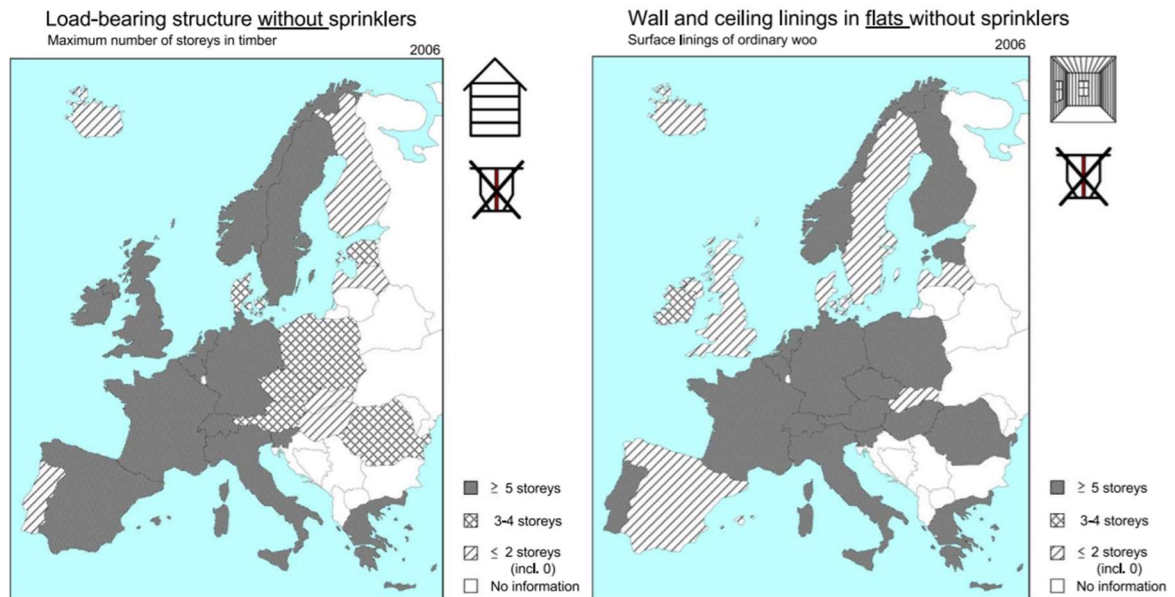 Load-bearing structure without sprinklers
Maximum number of storeys in timber
2006
≥ 5 storeys
3-4 storeys
≤ 2 storeys
(incl. 0)
No information
Wall and ceiling linings in flats without sprinklers
Surface linings of ordinary woo
2006
≥ 5 storeys
3-4 storeys
≤ 2 storeys
(incl. 0)
No information